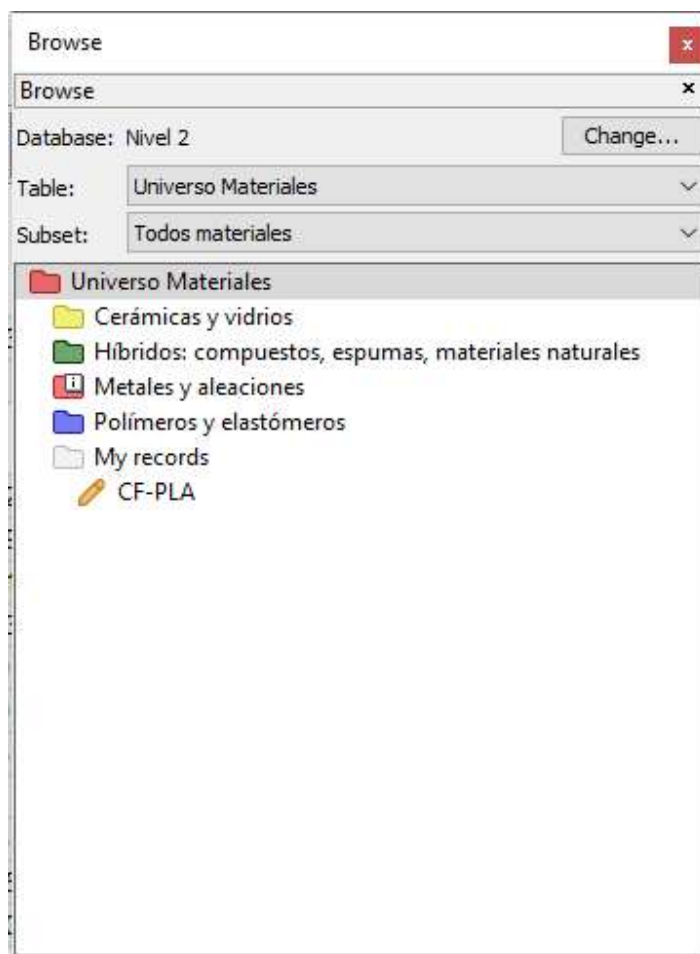 Browse
Browse
Database: Nivel 2 Change...
Table: Universo Materiales
Subset: Todos materiales
Universo Materiales
Cerámicas y vidrios
Híbridos: compuestos, espumas, materiales naturales
Metales y aleaciones
Polímeros y elastómeros
My records
CF-PLA